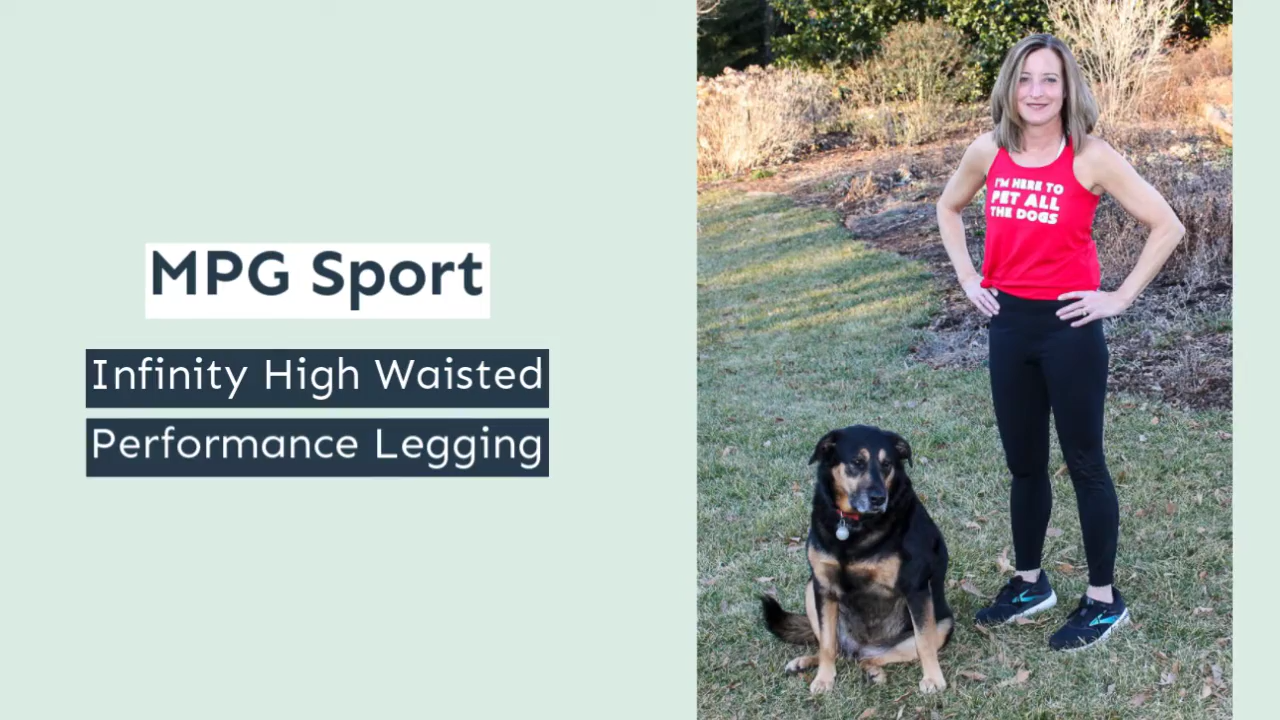 MPG Sport
Infinity High Waisted
Performance Legging
I'M HERE TO
PET ALL
THE DOGS